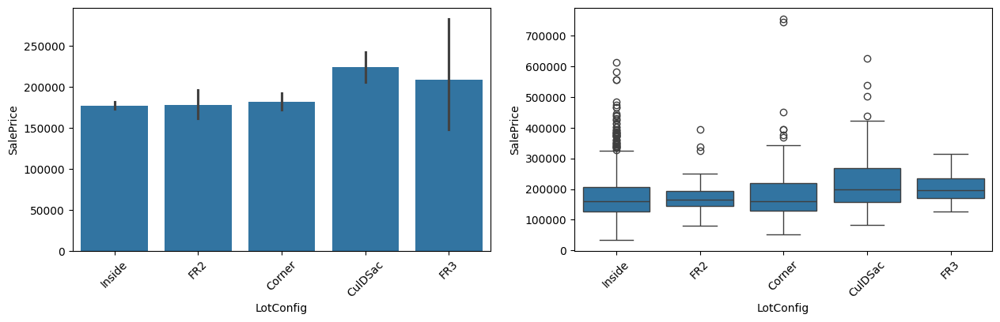 SalePrice
250000
200000
150000
100000
50000
0
Inside
FR2
Corner
CulDSac
FR3
LotConfig
SalePrice
700000
600000
500000
400000
300000
200000
100000
0
Inside
FR2
Corner
CulDSac
FR3
LotConfig